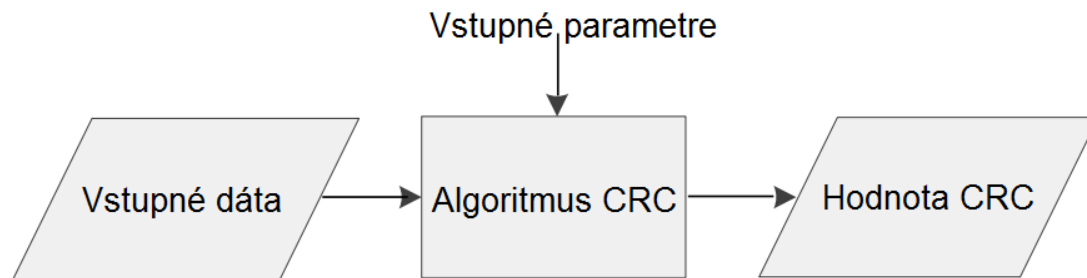 Vstupné parametre
Vstupné dáta
Algoritmus CRC
Hodnota CRC